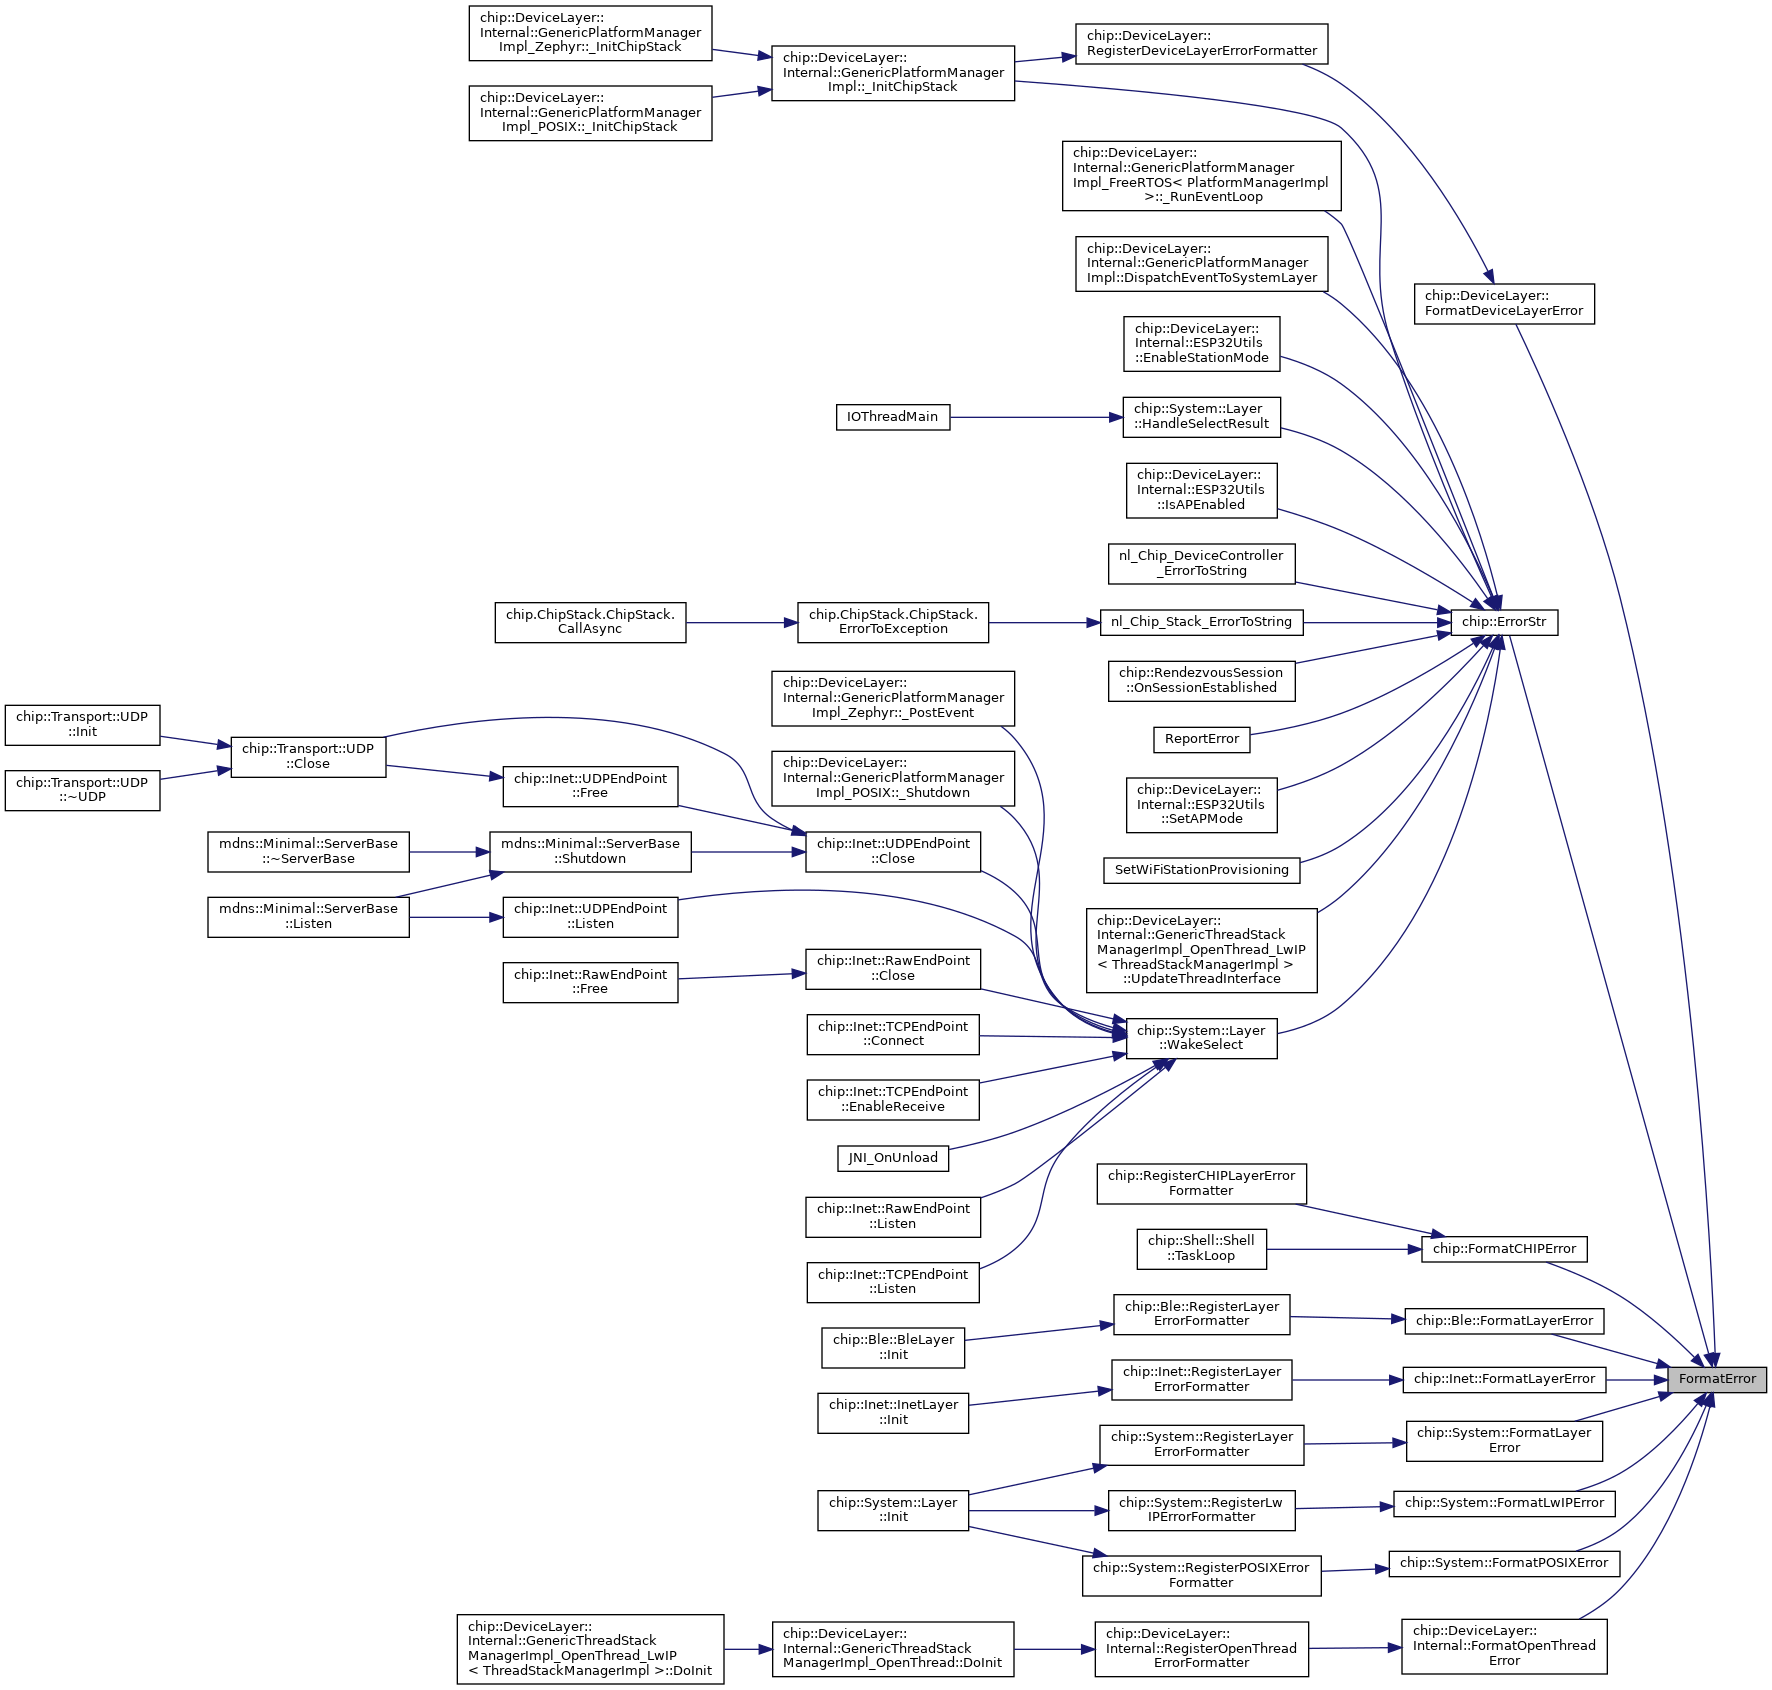 chip::DeviceLayer::
Internal::GenericPlatformManager
Impl_Zephyr::_InitChipStack
chip::DeviceLayer::
Internal::GenericPlatformManager
Impl_POSIX::_InitChipStack
chip::DeviceLayer::
Internal::GenericPlatformManager
Impl::_InitChipStack
chip::DeviceLayer::
RegisterDeviceLayerErrorFormatter
chip::DeviceLayer::
Internal::GenericPlatformManager
Impl_FreeRTOS< PlatformManagerImpl
>::_RunEventLoop
chip::DeviceLayer::
Internal::GenericPlatformManager
Impl::DispatchEventToSystemLayer
chip::DeviceLayer::
FormatDeviceLayerError
chip::DeviceLayer::
Internal::ESP32Utils
::EnableStationMode
IOThreadMain
chip::System::Layer
::HandleSelectResult
chip::DeviceLayer::
Internal::ESP32Utils
::IsAPEnabled
nl_Chip_DeviceController
_ErrorToString
chip.ChipStack.ChipStack.
CallAsync
chip.ChipStack.ChipStack.
ErrorToException
nl_Chip_Stack_ErrorToString
chip::ErrorStr
chip::RendezvousSession
::OnSessionEstablished
chip::DeviceLayer::
Internal::GenericPlatformManager
Impl_Zephyr::_PostEvent
chip::Transport::UDP
::Init
chip::Transport::UDP
::~UDP
chip::Transport::UDP
::Close
ReportError
chip::DeviceLayer::
Internal::GenericPlatformManager
Impl_POSIX::_Shutdown
chip::Inet::UDPEndPoint
::Free
chip::DeviceLayer::
Internal::ESP32Utils
::SetAPMode
mdns::Minimal::ServerBase
::~ServerBase
mdns::Minimal::ServerBase
::Shutdown
chip::Inet::UDPEndPoint
::Close
SetWiFiStationProvisioning
mdns::Minimal::ServerBase
::Listen
chip::Inet::UDPEndPoint
::Listen
chip::DeviceLayer::
Internal::GenericThreadStack
ManagerImpl_OpenThread_LwIP
< ThreadStackManagerImpl >
::UpdateThreadInterface
chip::Inet::RawEndPoint
::Free
chip::Inet::RawEndPoint
::Close
chip::Inet::TCPEndPoint
::Connect
chip::System::Layer
::WakeSelect
chip::Inet::TCPEndPoint
::EnableReceive
JNI_OnUnload
chip::Inet::RawEndPoint
::Listen
chip::RegisterCHIPLayerError
Formatter
chip::Shell::Shell
::TaskLoop
chip::FormatCHIPError
chip::Inet::TCPEndPoint
::Listen
chip::Ble::BleLayer
::Init
chip::Ble::RegisterLayer
ErrorFormatter
chip::Ble::FormatLayerError
chip::Inet::InetLayer
::Init
chip::Inet::RegisterLayer
ErrorFormatter
chip::Inet::FormatLayerError
FormatError
chip::System::RegisterLayer
ErrorFormatter
chip::System::FormatLayer
Error
chip::System::Layer
::Init
chip::System::RegisterLw
IPErrorFormatter
chip::System::FormatLwIPError
chip::System::RegisterPOSIXError
Formatter
chip::System::FormatPOSIXError
chip::DeviceLayer::
Internal::GenericThreadStack
ManagerImpl_OpenThread_LwIP
< ThreadStackManagerImpl >::DoInit
chip::DeviceLayer::
Internal::GenericThreadStack
ManagerImpl_OpenThread::DoInit
chip::DeviceLayer::
Internal::RegisterOpenThread
ErrorFormatter
chip::DeviceLayer::
Internal::FormatOpenThread
Error